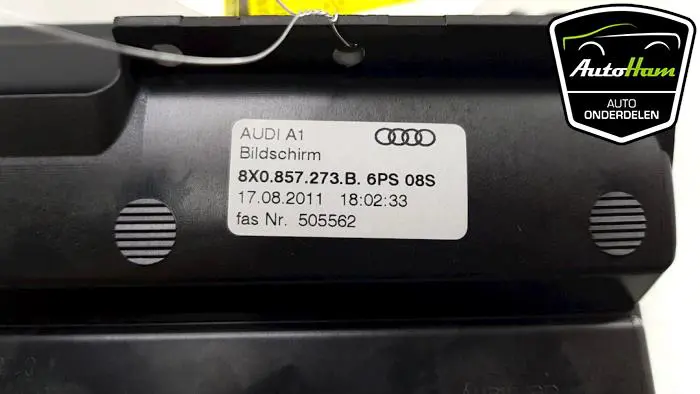 AutoHam
AUTO
ONDERDELEN
AUDI A1
Bildschirm
8X0.857.273.B. 6PS 08S
17.08.2011 18:02:33
fas Nr. 505562